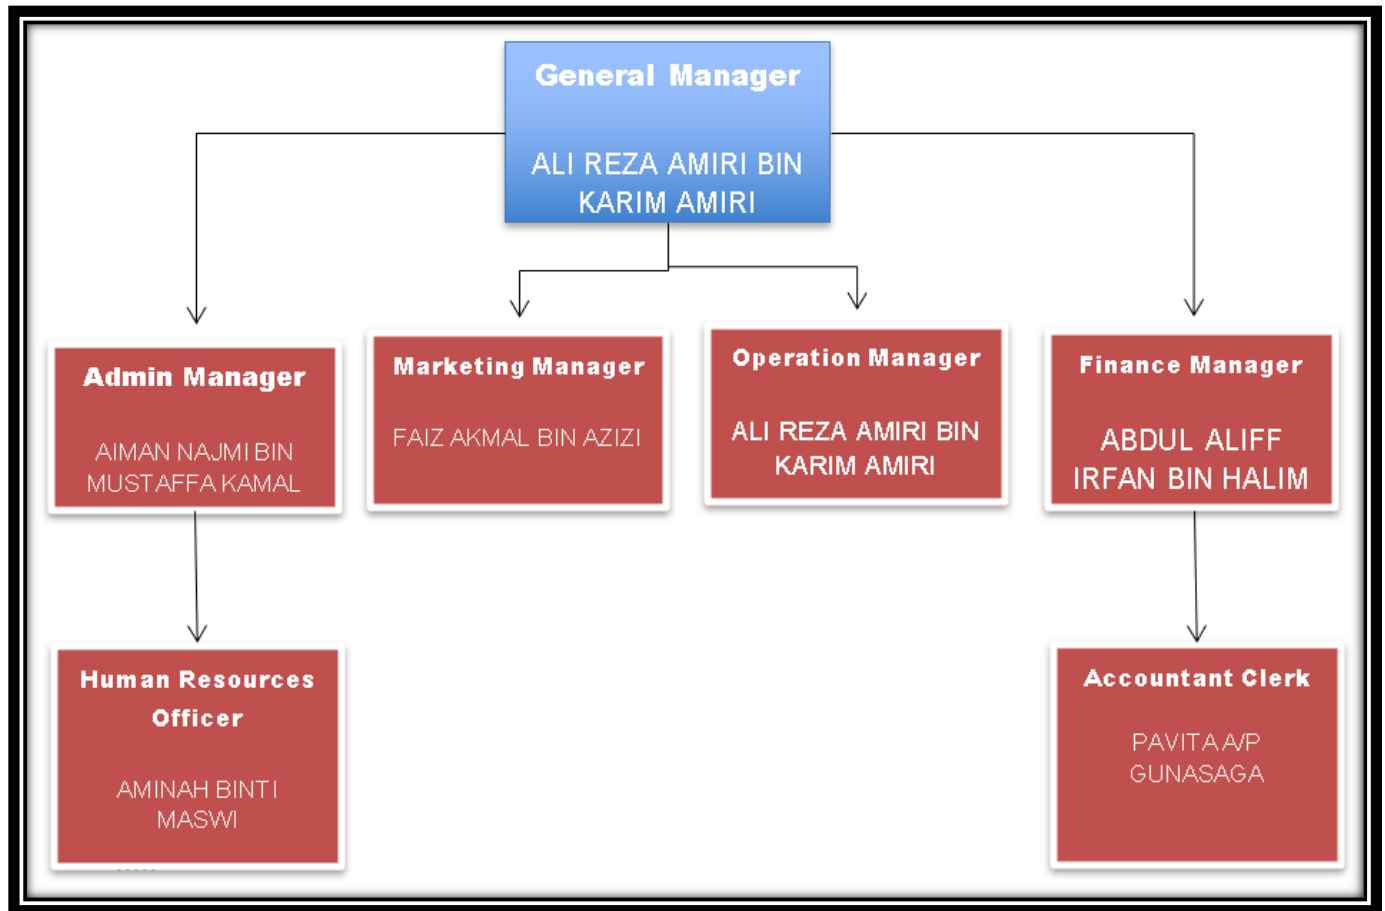 General Manager
ALI REZA AMIRI BIN
KARIM AMIRI
Admin Manager
AIMAN NAJMI BIN
MUSTAFFA KAMAL
Marketing Manager
FAIZ AKMAL BIN AZIZI
Operation Manager
ALI REZA AMIRI BIN
KARIM AMIRI
Finance Manager
ABDUL ALIFF
IRFAN BIN HALIM
Human Resources
Officer
AMINAH BINTI
MASWI
Accountant Clerk
PAVITA A/P
GUNASAGA